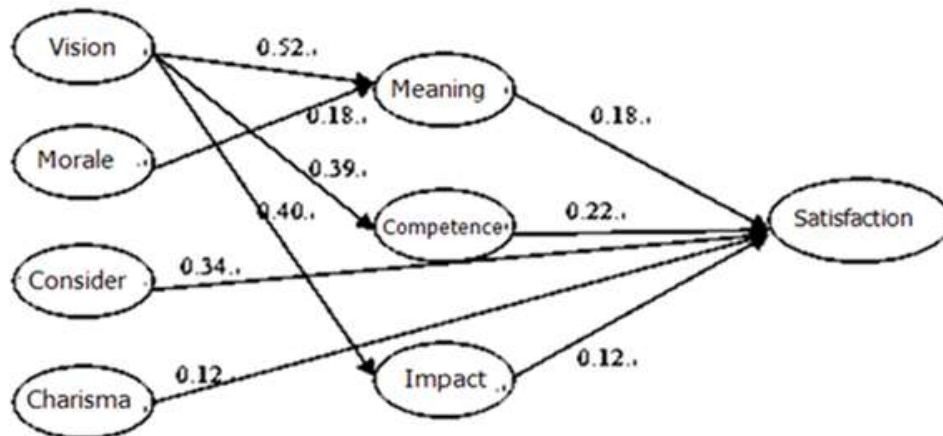 Vision
0.52
Meaning
0.18
0.18
Morale
0.39
0.40
Competence
0.22
Satisfaction
Consider
0.34
0.12
Impact
0.12
Charisma